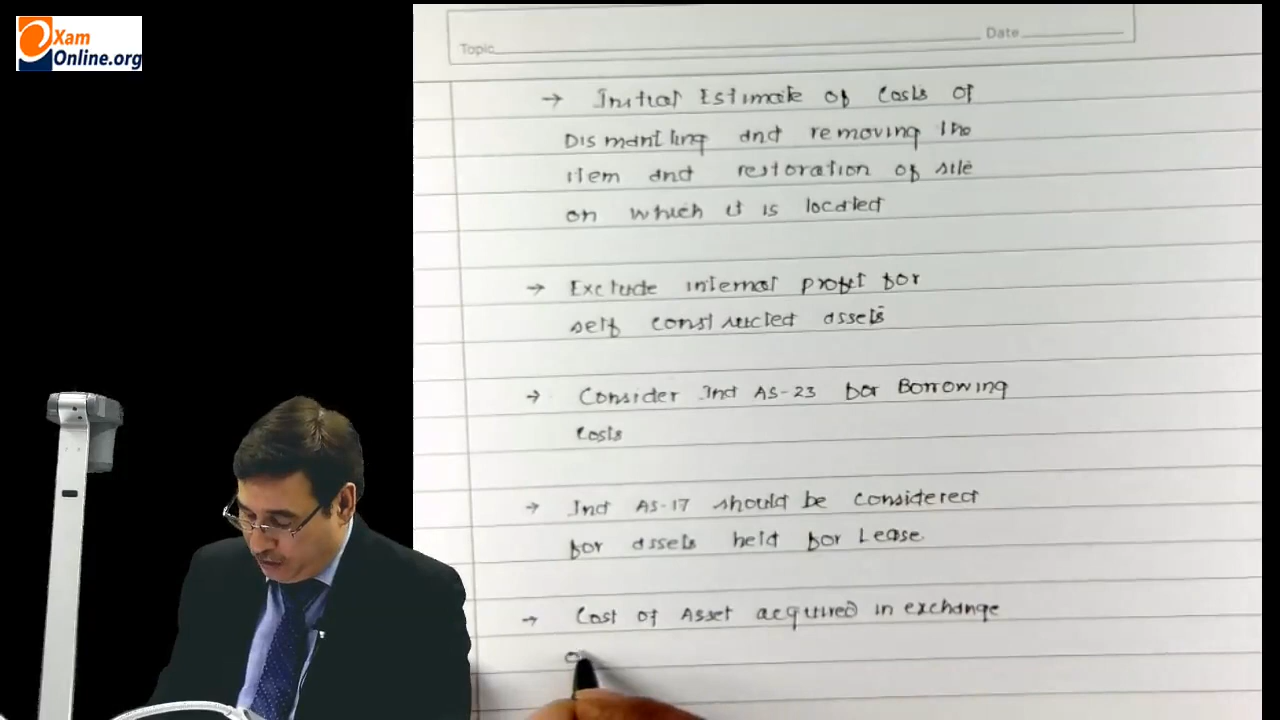 Xam
Online.org
Topic
Date
→ Initial Estimate of Costs of
Dismantling and removing the
item and restoration of site
on which it is located
→ Exclude internal profit for
self constructed assets
→ Consider Ind AS-23 for Borrowing
Costs
→ Ind AS-17 should be considered
for assets held for Lease
→ Cost of Asset acquired in exchange